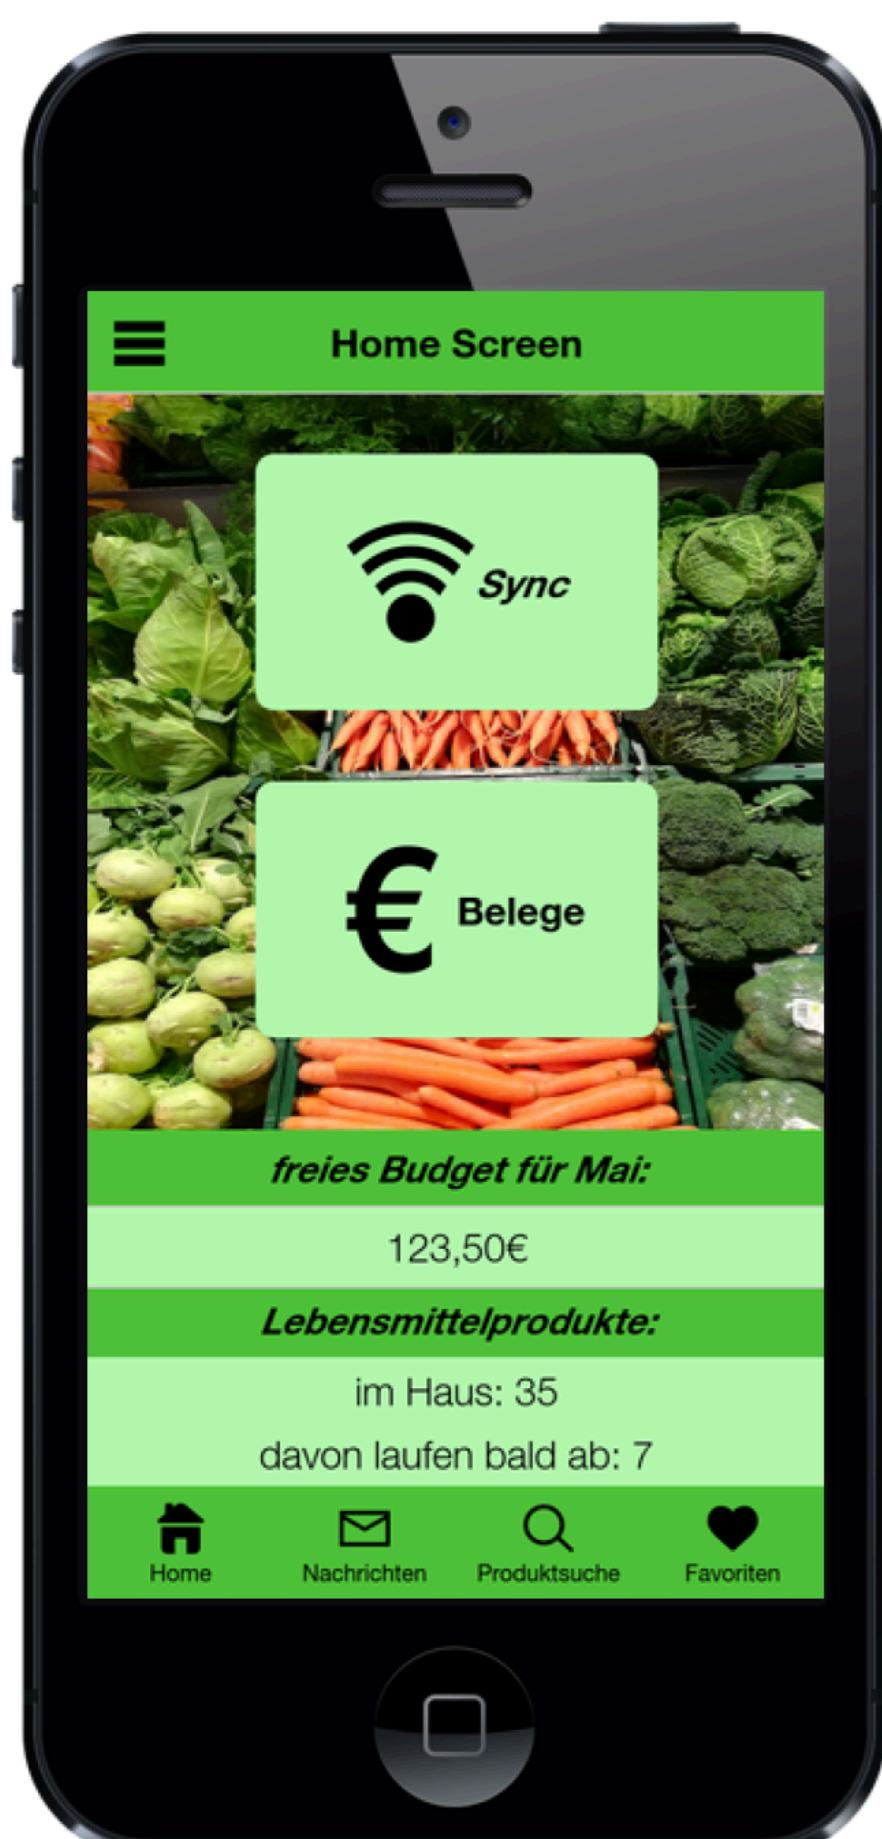 Home Screen
Sync
€ Belege
freies Budget für Mai:
123,50€
Lebensmittelprodukte:
im Haus: 35
davon laufen bald ab: 7
Home Nachrichten Produktsuche Favoriten